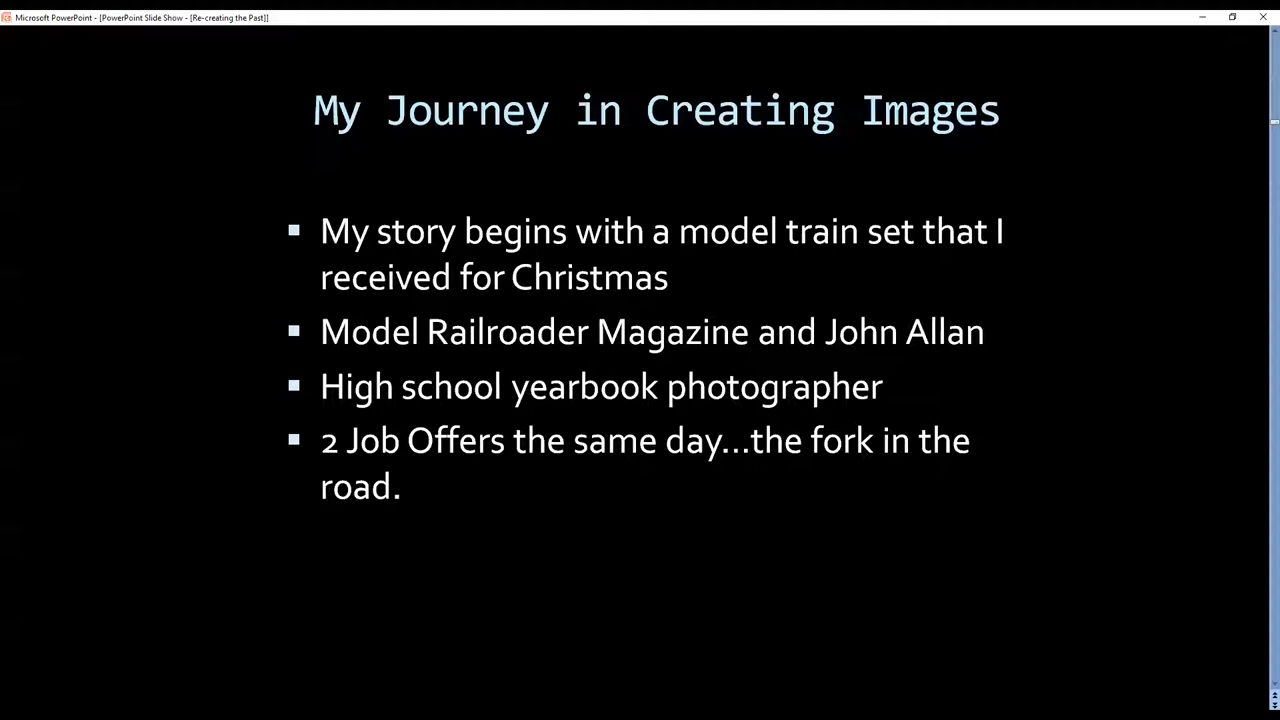 Microsoft PowerPoint - [PowerPoint Slide Show - [Re-creating the Past]]
My Journey in Creating Images
▪ My story begins with a model train set that I
received for Christmas
▪ Model Railroader Magazine and John Allan
▪ High school yearbook photographer
▪ 2 Job Offers the same day...the fork in the
road.